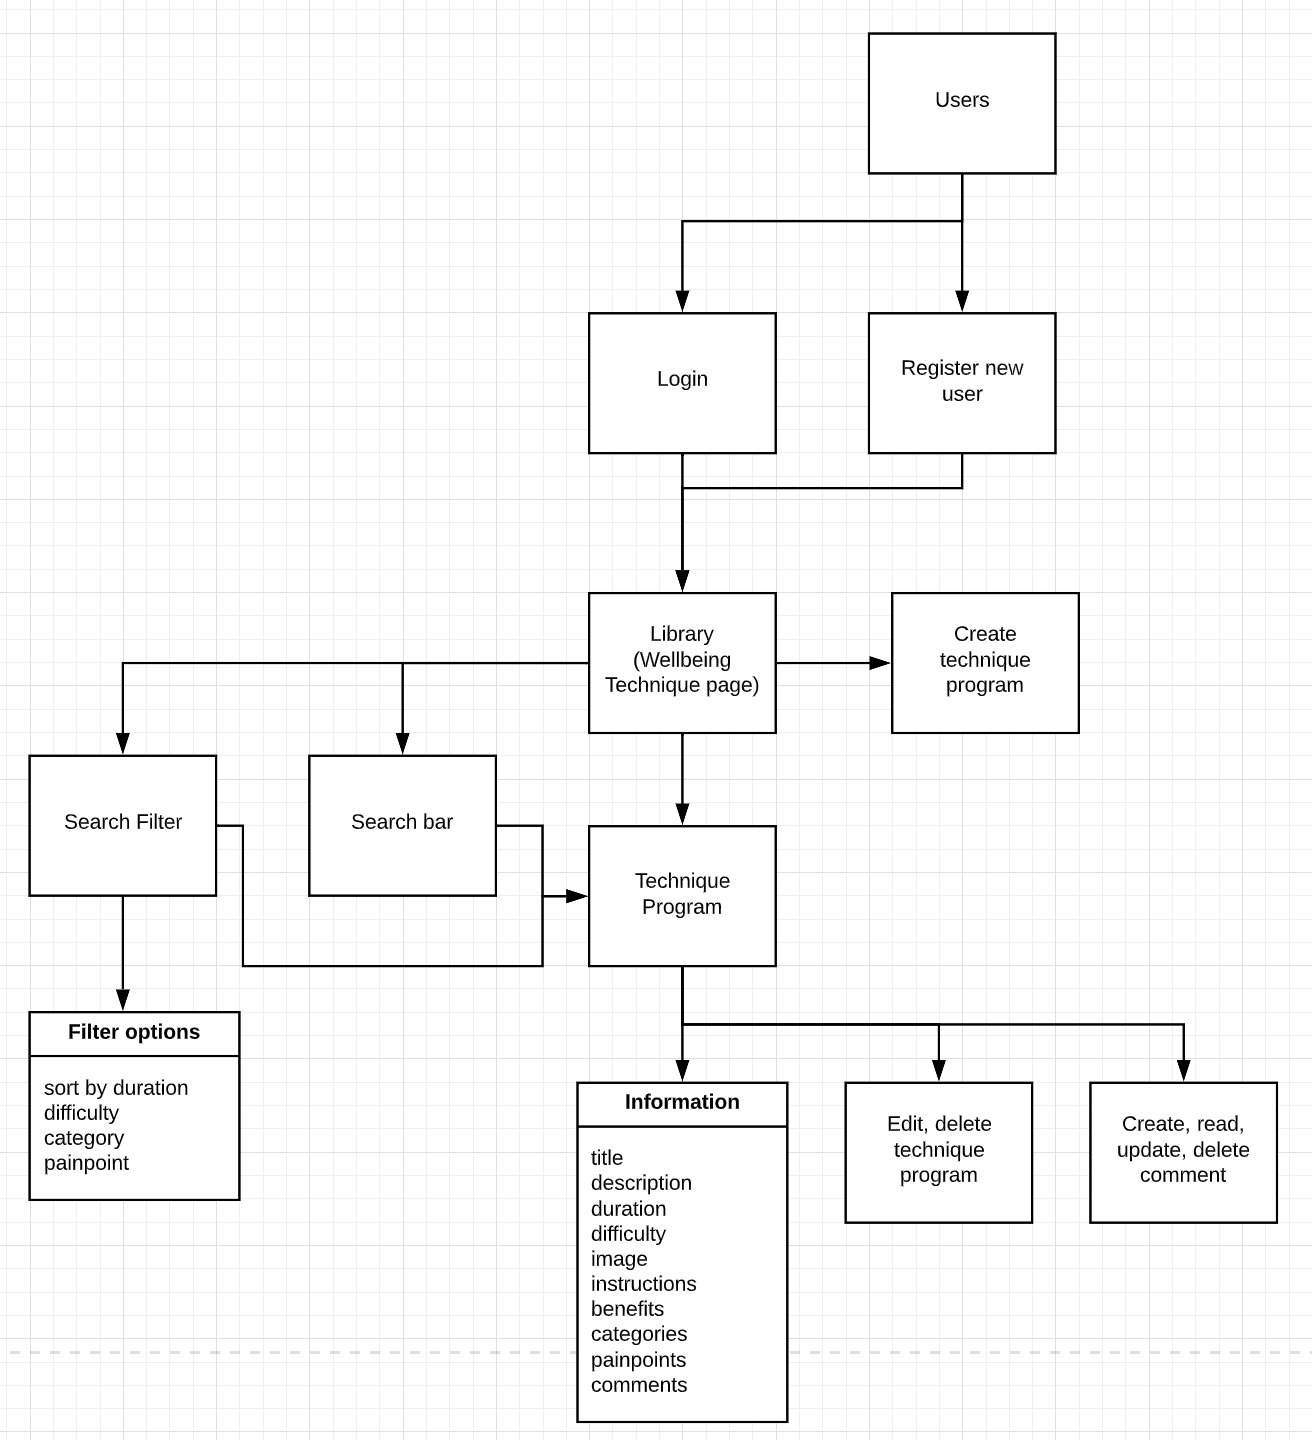 Users
Login
Register new
user
Library
(Wellbeing
Technique page)
Create
technique
program
Search Filter
Search bar
Technique
Program
Filter options
sort by duration
difficulty
category
painpoint
Information
title
description
duration
difficulty
image
instructions
benefits
categories
painpoints
comments
Edit, delete
technique
program
Create, read,
update, delete
comment